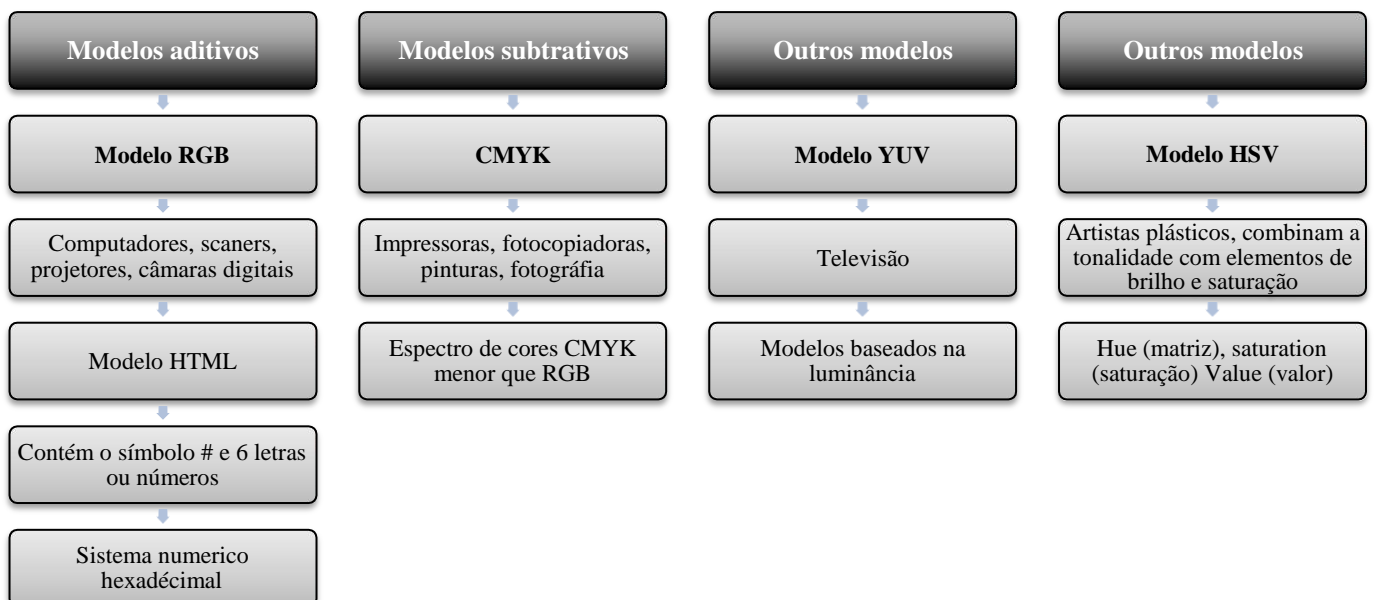 Modelos aditivos
Modelo RGB
Computadores, scaners,
projetores, câmaras digitais
Modelo HTML
Contém o símbolo # e 6 letras
ou números
Sistema numerico
hexadécimal
Modelos subtrativos
CMYK
Impressoras, fotocopiadoras,
pinturas, fotográfia
Espectro de cores CMYK
menor que RGB
Outros modelos
Modelo YUV
Televisão
Modelos baseados na
luminância
Outros modelos
Modelo HSV
Artistas plásticos, combinam a
tonalidade com elementos de
brilho e saturação
Hue (matriz), saturation
(saturação) Value (valor)